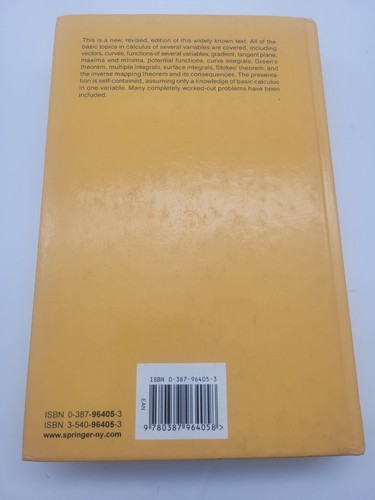 This is a new, revised, edition of this widely known text. All of the
basic topics in calculus of several variables are covered, including
vectors, curves, functions of several variables, gradient, tangent plane,
maxima and minima, potential functions, curve integrals, Green's
theorem, multiple integrals, surface integrals, Stokes' theorem, and
the inverse mapping theorem and its consequences. The presenta-
tion is self-contained, assuming only a knowledge of basic calculus
in one variable. Many completely worked-out problems have been
included.
ISBN 0-387-96405-3
EAN
9 780387 964058 >
ISBN 0-387-96405-3
ISBN 3-540-96405-3
www.springer-ny.com